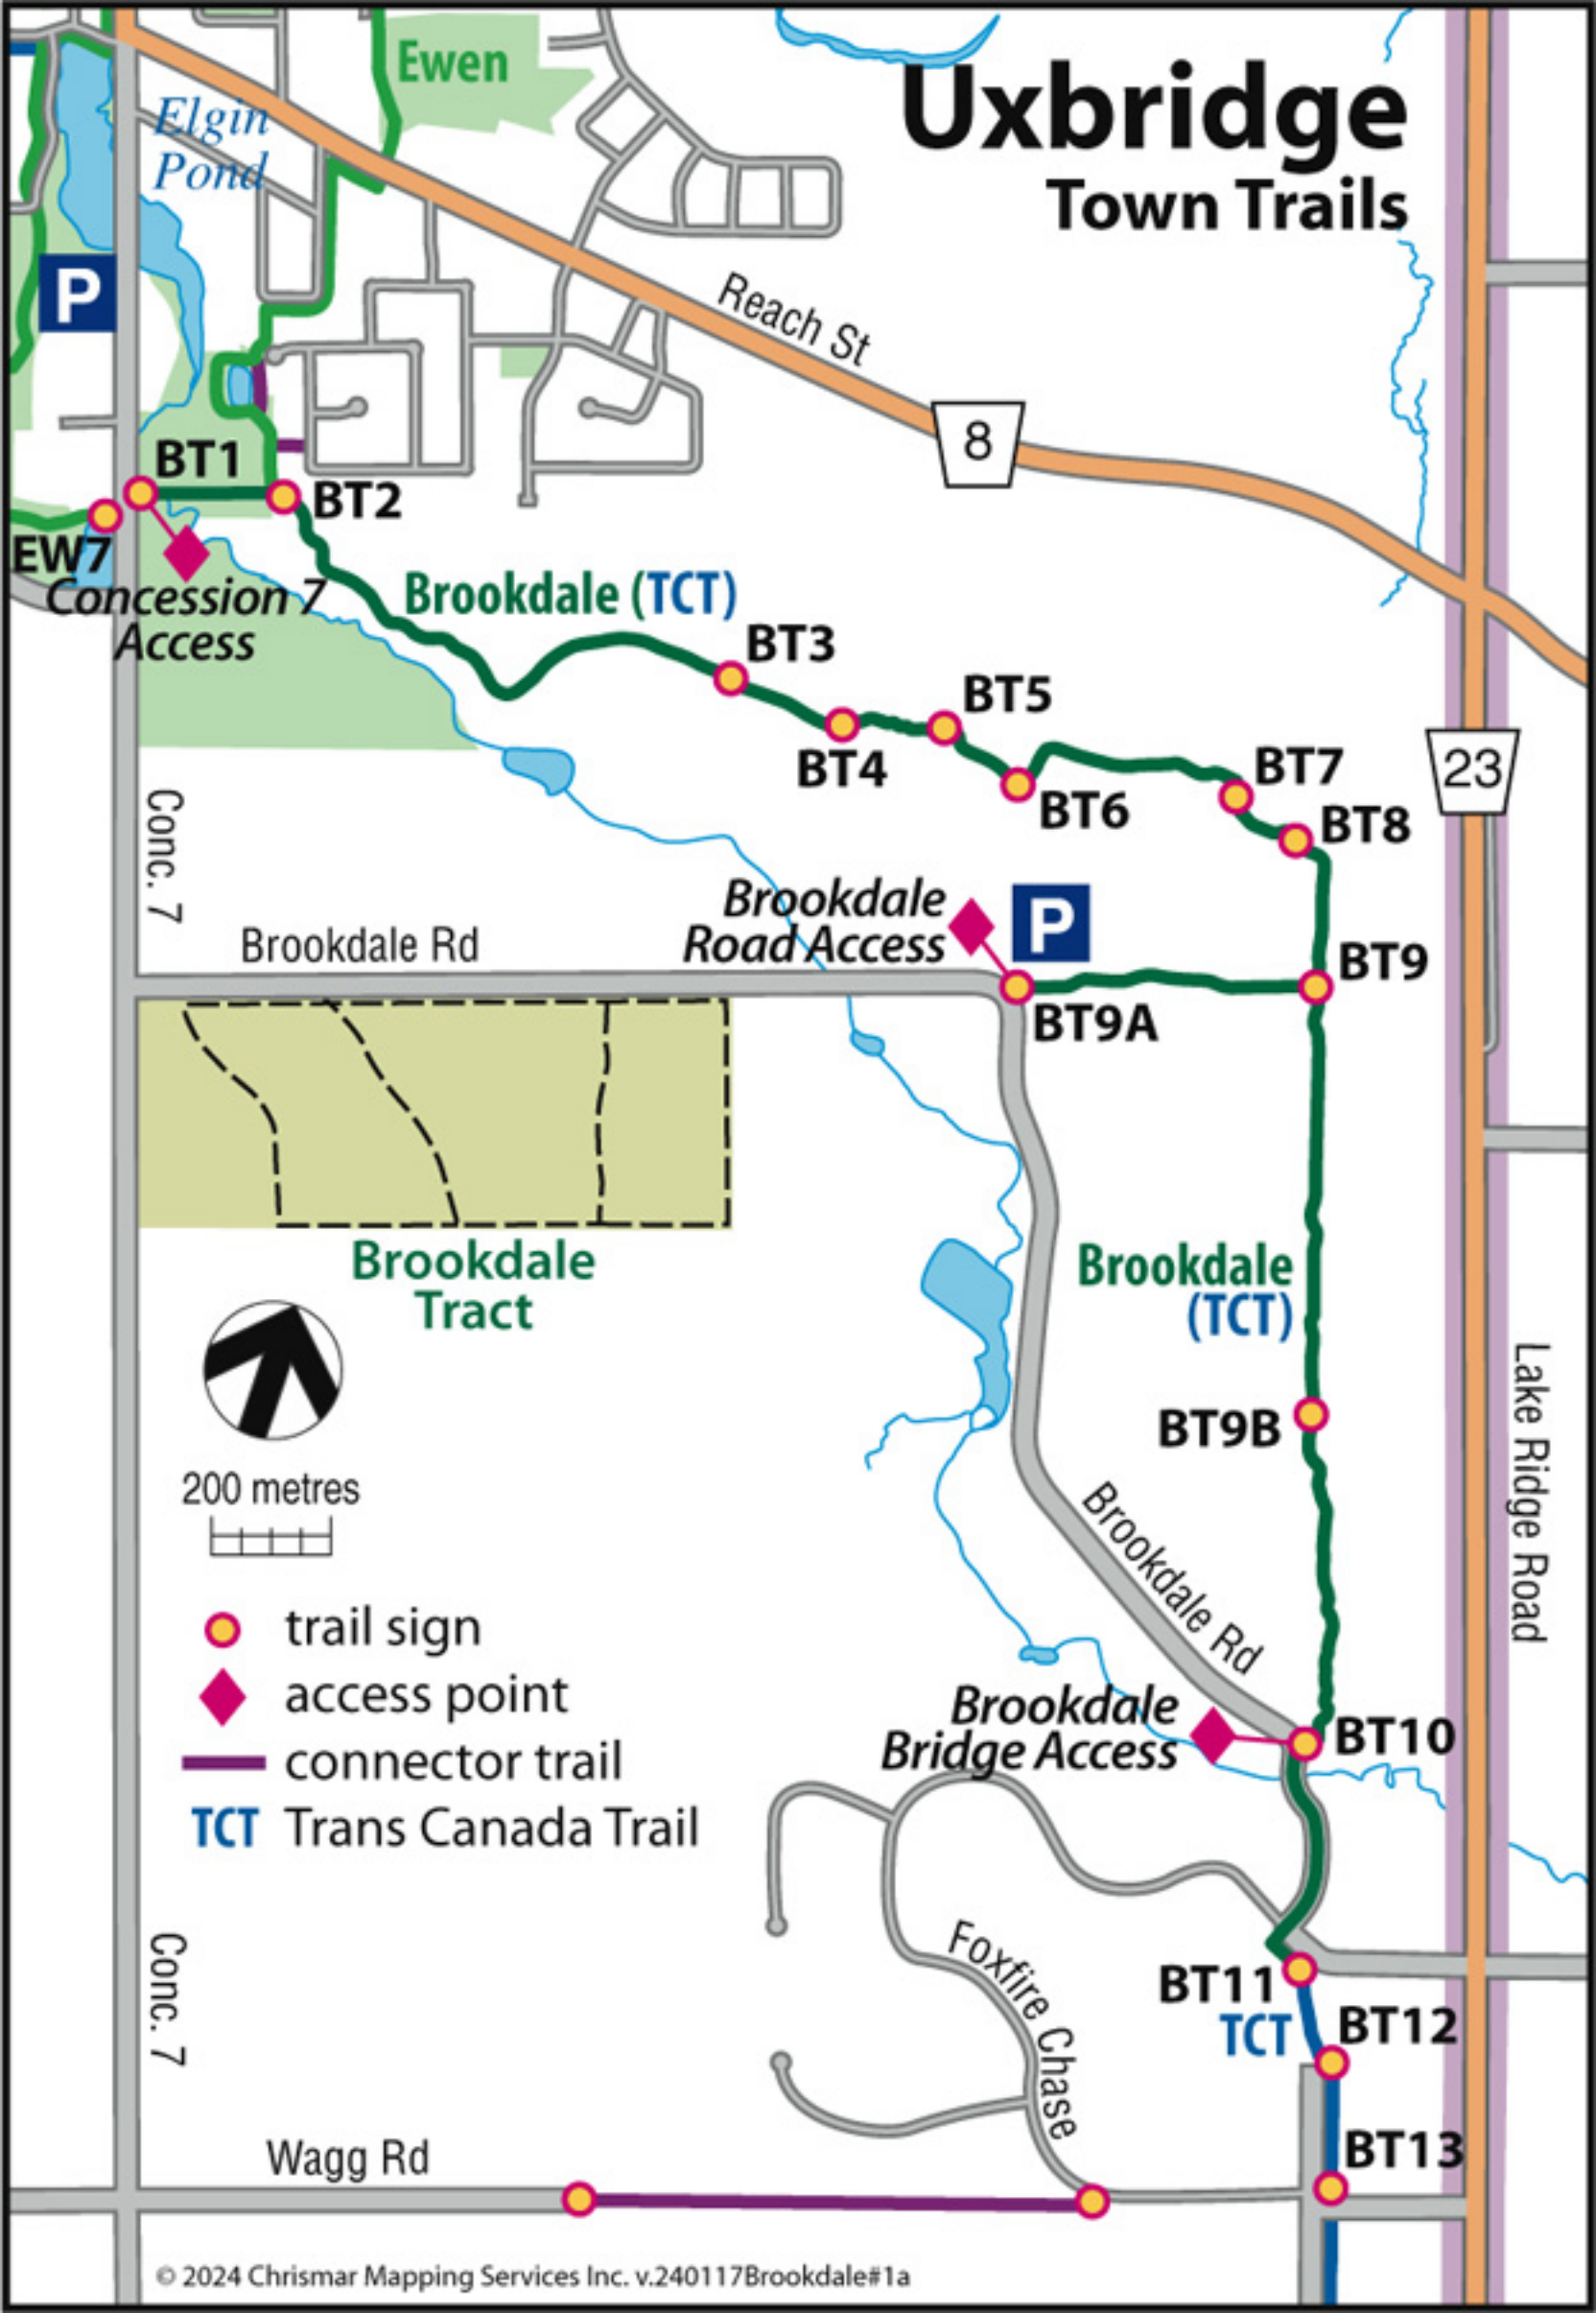 Ewen
Uxbridge
Town Trails
Elgin
Pond
P
Reach St
8
BT1
BT2
EW7
Concession 7
Access
Brookdale (TCT)
BT3
BT4
BT5
BT6
BT7
BT8
23
Conc. 7
Brookdale
Road Access
P
Brookdale Rd
BT9
BT9A
Brookdale
Tract
Brookdale
(TCT)
Lake Ridge Road
BT9B
200 metres
Brookdale Rd
trail sign
access point
connector trail
TCT Trans Canada Trail
Brookdale
Bridge Access
BT10
Foxfire Chase
Conc. 7
BT11
TCT
BT12
BT13
Wagg Rd
© 2024 Chrismar Mapping Services Inc. v.240117Brookdale#1a